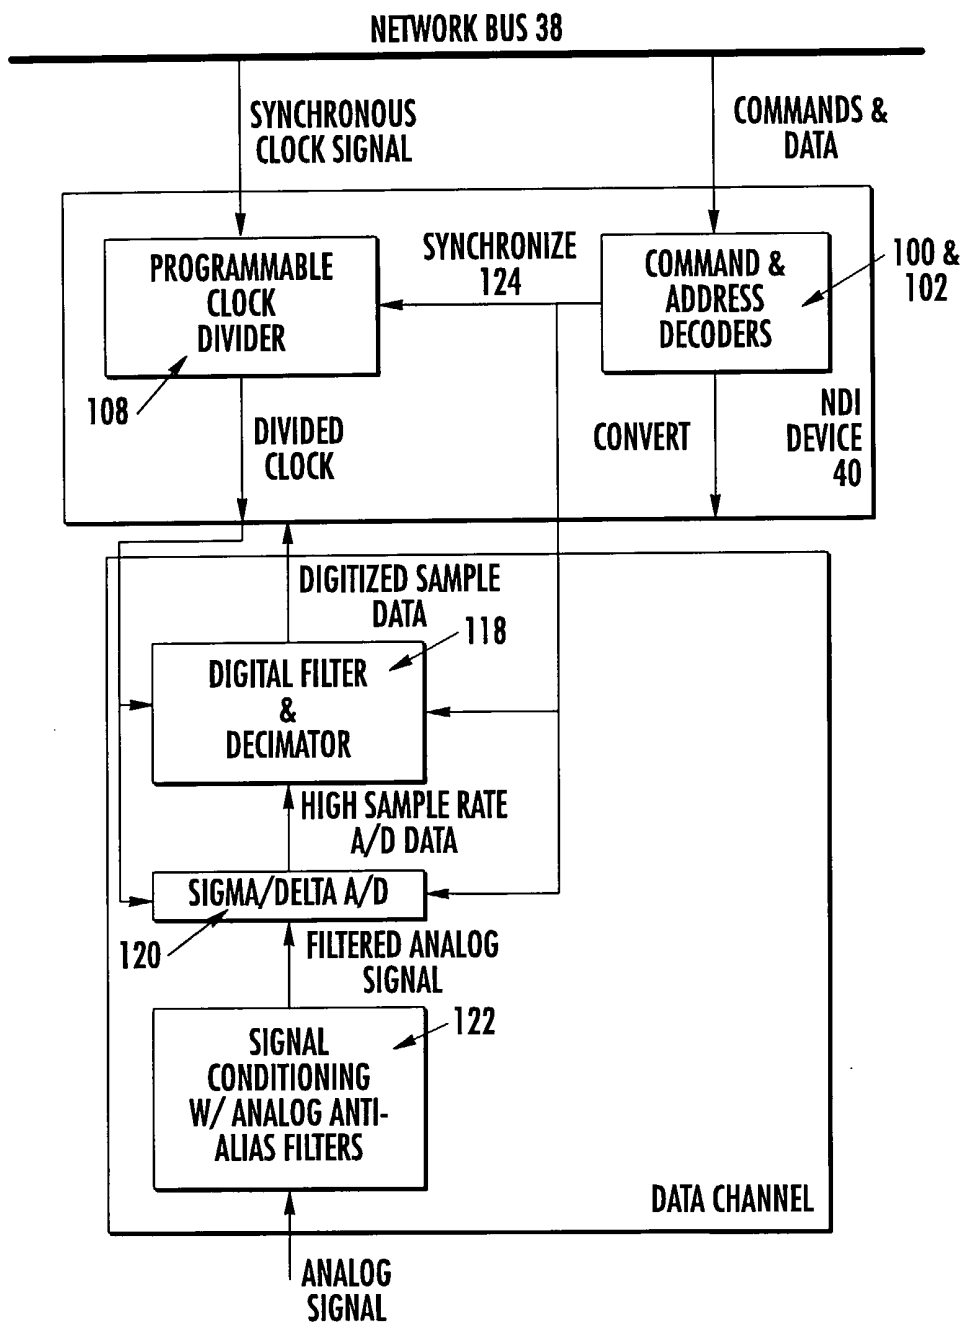 NETWORK BUS 38
SYNCHRONOUS
CLOCK SIGNAL
COMMANDS &
DATA
PROGRAMMABLE
CLOCK
DIVIDER
SYNCHRONIZE
124
COMMAND &
ADDRESS
DECODERS
100 &
102
108
DIVIDED
CLOCK
CONVERT
NDI
DEVICE
40
DIGITIZED SAMPLE
DATA
118
DIGITAL FILTER
&
DECIMATOR
HIGH SAMPLE RATE
A/D DATA
SIGMA/DELTA A/D
120
FILTERED ANALOG
SIGNAL
122
SIGNAL
CONDITIONING
W/ ANALOG ANTI-
ALIAS FILTERS
DATA CHANNEL
ANALOG
SIGNAL